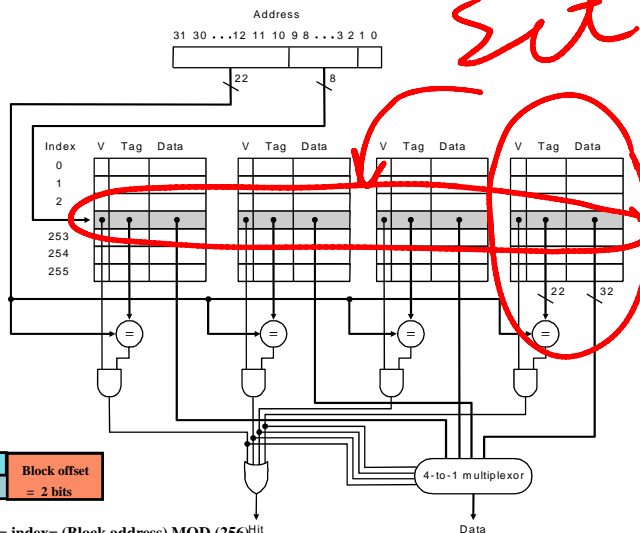 Set
Address
31 30 ...12 11 10 9 8 ...3 2 1 0
22 8
Index V Tag Data V Tag Data V Tag Data V Tag Data
0
1
2
253
254
255
22 32
= = = =
4-to-1 multiplexor
Block offset
= 2 bits
= index= (Block address) MOD (256)
Hit Data